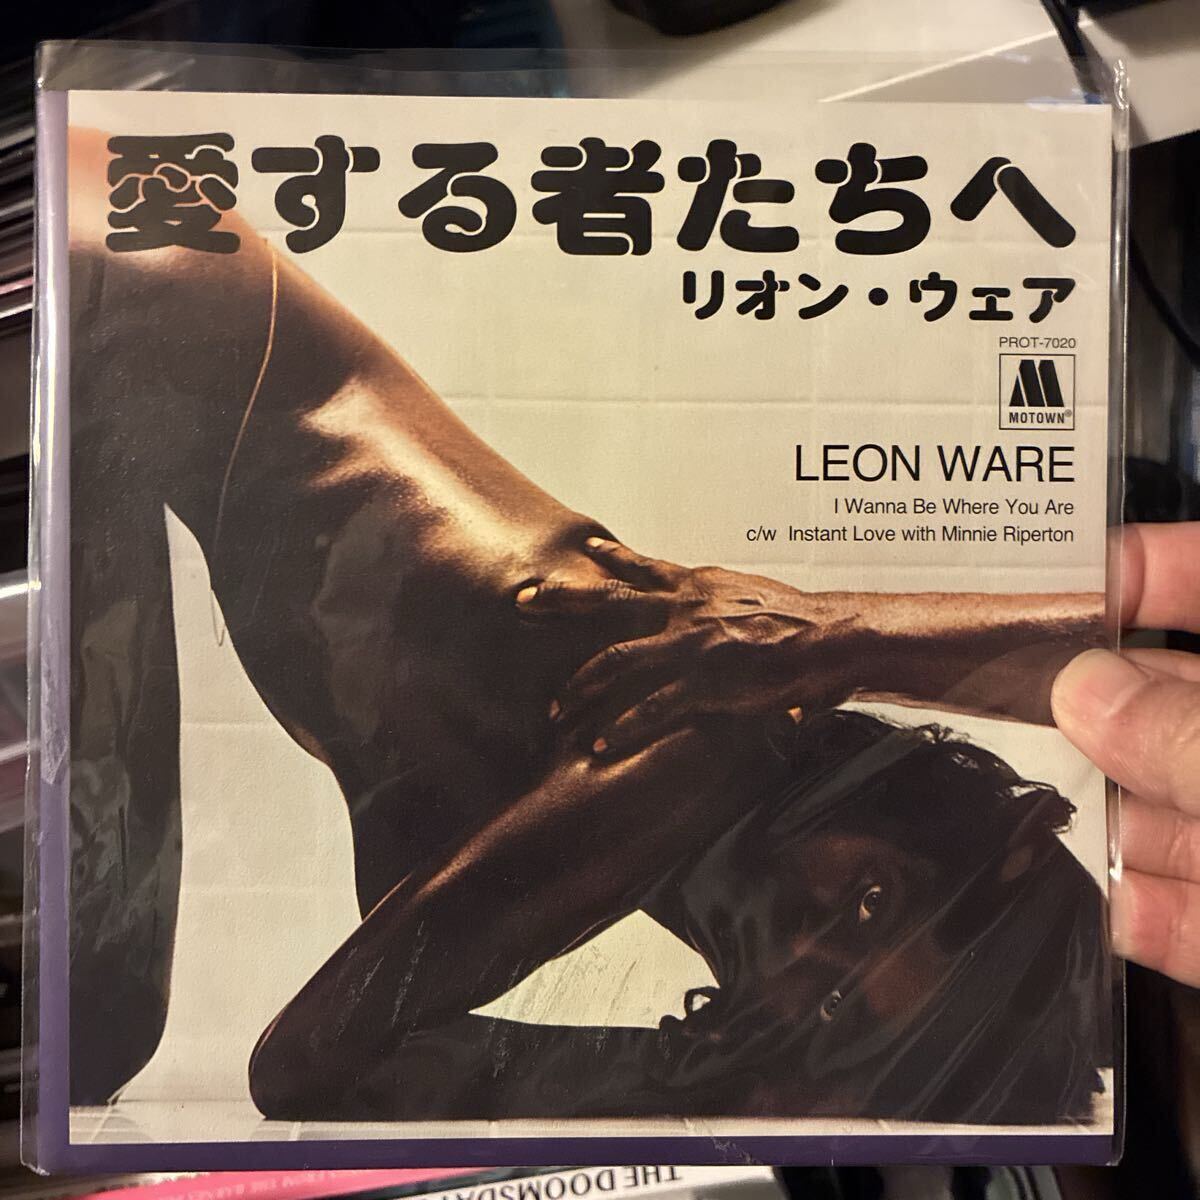 愛する者たちへ
リオン・ウェア
PROT-7020
MOTOWN®
LEON WARE
I Wanna Be Where You Are
c/w Instant Love with Minnie Riperton
THE DOOMSDAY